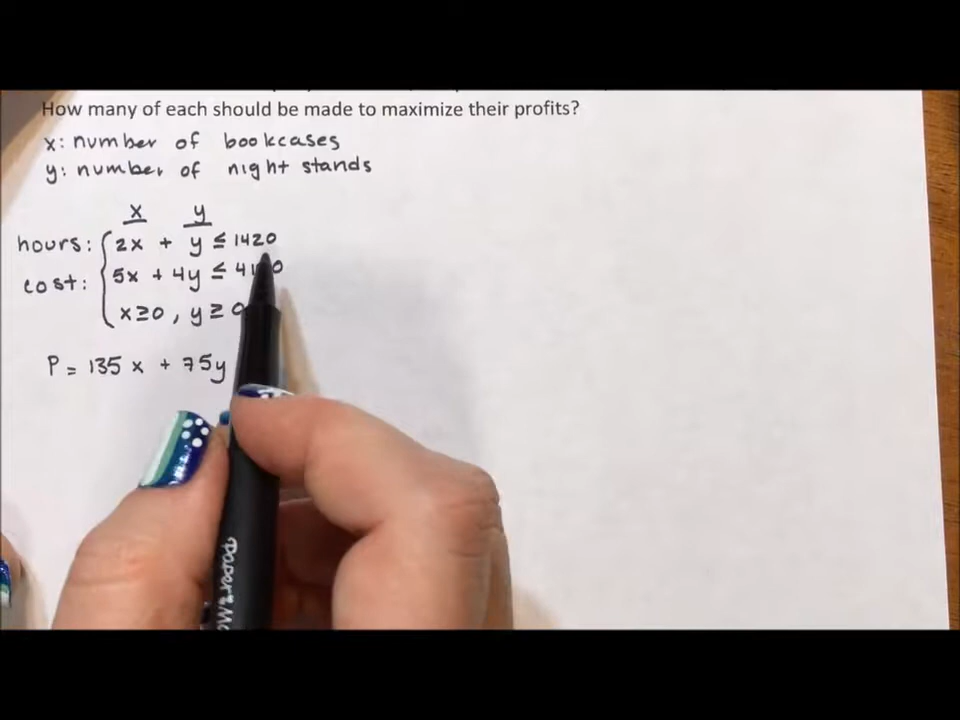 How many of each should be made to maximize their profits?
x: number of bookcases
y: number of night stands
x y
hours: 2x + y ≤ 1420
cost: 5x + 4y ≤
x≥0, y≥0
P = 135x + 75y